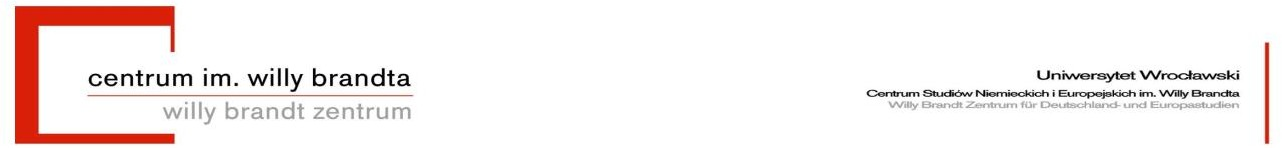 centrum im. willy brandta
willy brandt zentrum
Uniwersytet Wrocławski
Centrum Studiów Niemieckich i Europejskich im. Willy Brandta
Willy Brandt Zentrum für Deutschland- und Europastudien